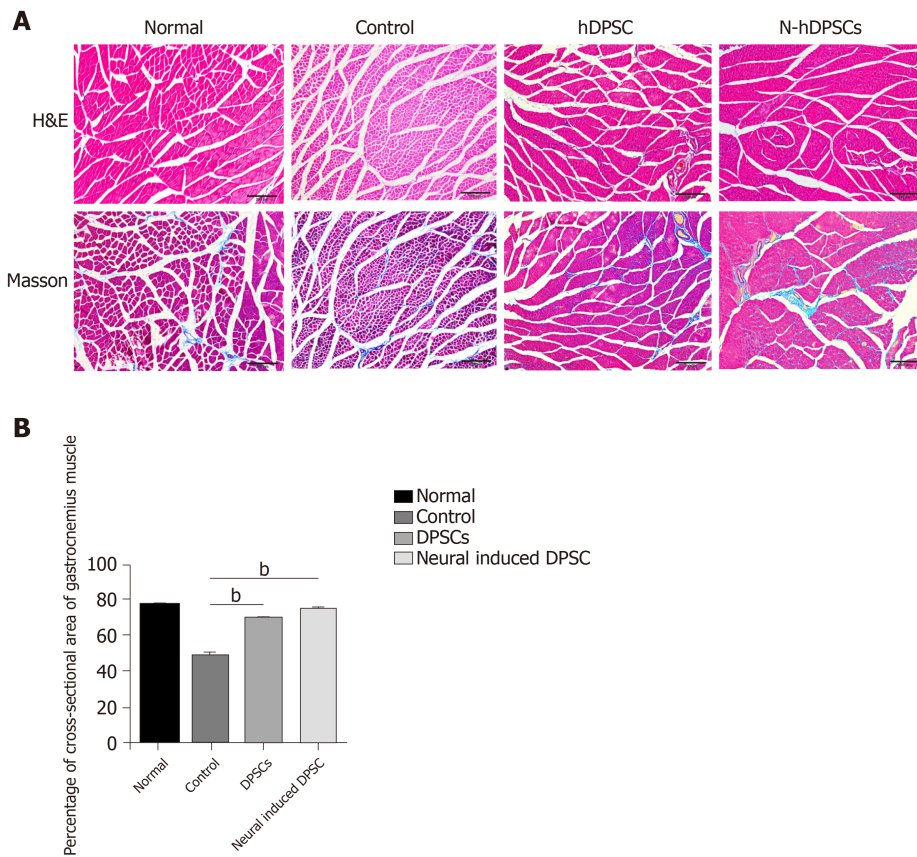 A
Normal
Control
hDPSC
N-hDPSCs
H&E
Masson
B
Percentage of cross-sectional area of gastrocnemius muscle
Normal
Control
DPSCs
Neural induced DPSC
100
80
60
40
20
0
b
b
Normal
Control
DPSCs
Neural induced DPSC